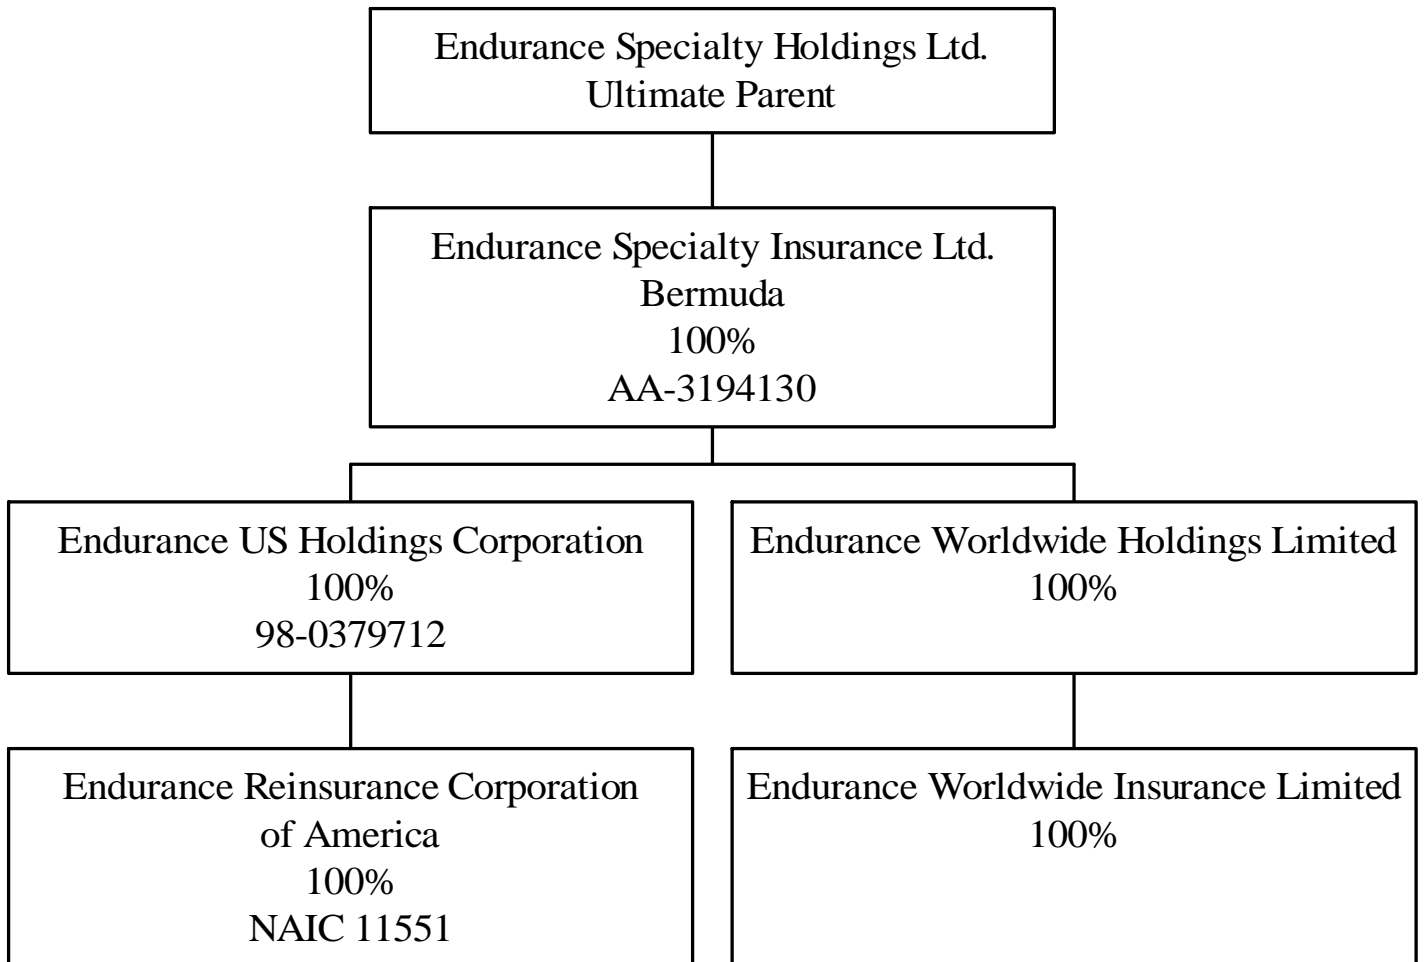 Endurance Specialty Holdings Ltd.
Ultimate Parent
Endurance Specialty Insurance Ltd.
Bermuda
100%
AA-3194130
Endurance US Holdings Corporation
100%
98-0379712
Endurance Worldwide Holdings Limited
100%
Endurance Reinsurance Corporation
of America
100%
NAIC 11551
Endurance Worldwide Insurance Limited
100%